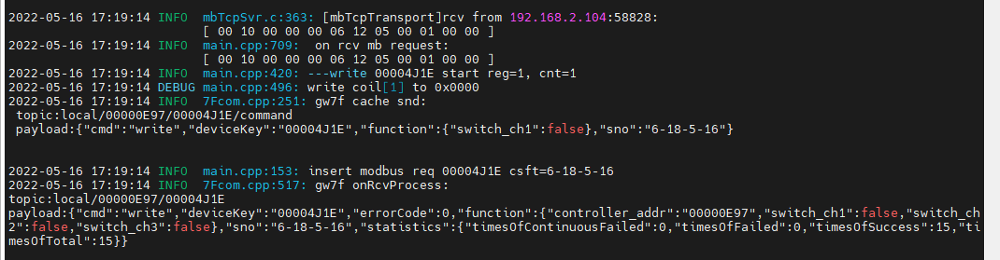 2022-05-16 17:19:14 INFO  mbTcpSvr.c:363: [mbTcpTransport]rcv from 192.168.2.104:58828:
[ 00 10 00 00 00 06 12 05 00 01 00 00 ]
2022-05-16 17:19:14 INFO  main.cpp:709:  on rcv mb request:
[ 00 10 00 00 00 06 12 05 00 01 00 00 ]
2022-05-16 17:19:14 INFO  main.cpp:420: ---write 00004J1E start reg=1, cnt=1
2022-05-16 17:19:14 DEBUG main.cpp:496: write coil[1] to 0x0000
2022-05-16 17:19:14 INFO  7Fcom.cpp:251: gw7f cache snd:
topic:local/00000E97/00004J1E/command
payload:{"cmd":"write","deviceKey":"00004J1E","function":{"switch_ch1":false},"sno":"6-18-5-16"}
2022-05-16 17:19:14 INFO  main.cpp:153: insert modbus req 00004J1E csft=6-18-5-16
2022-05-16 17:19:14 INFO  7Fcom.cpp:517: gw7f onRcvProcess:
topic:local/00000E97/00004J1E
payload:{"cmd":"write","deviceKey":"00004J1E","errorCode":0,"function":{"controller_addr":"00000E97","switch_ch1":false,"switch_ch
2":false,"switch_ch3":false},"sno":"6-18-5-16","statistics":{"timesOfContinuousFailed":0,"timesOfFailed":0,"timesOfSuccess":15,"ti
mesOfTotal":15}}